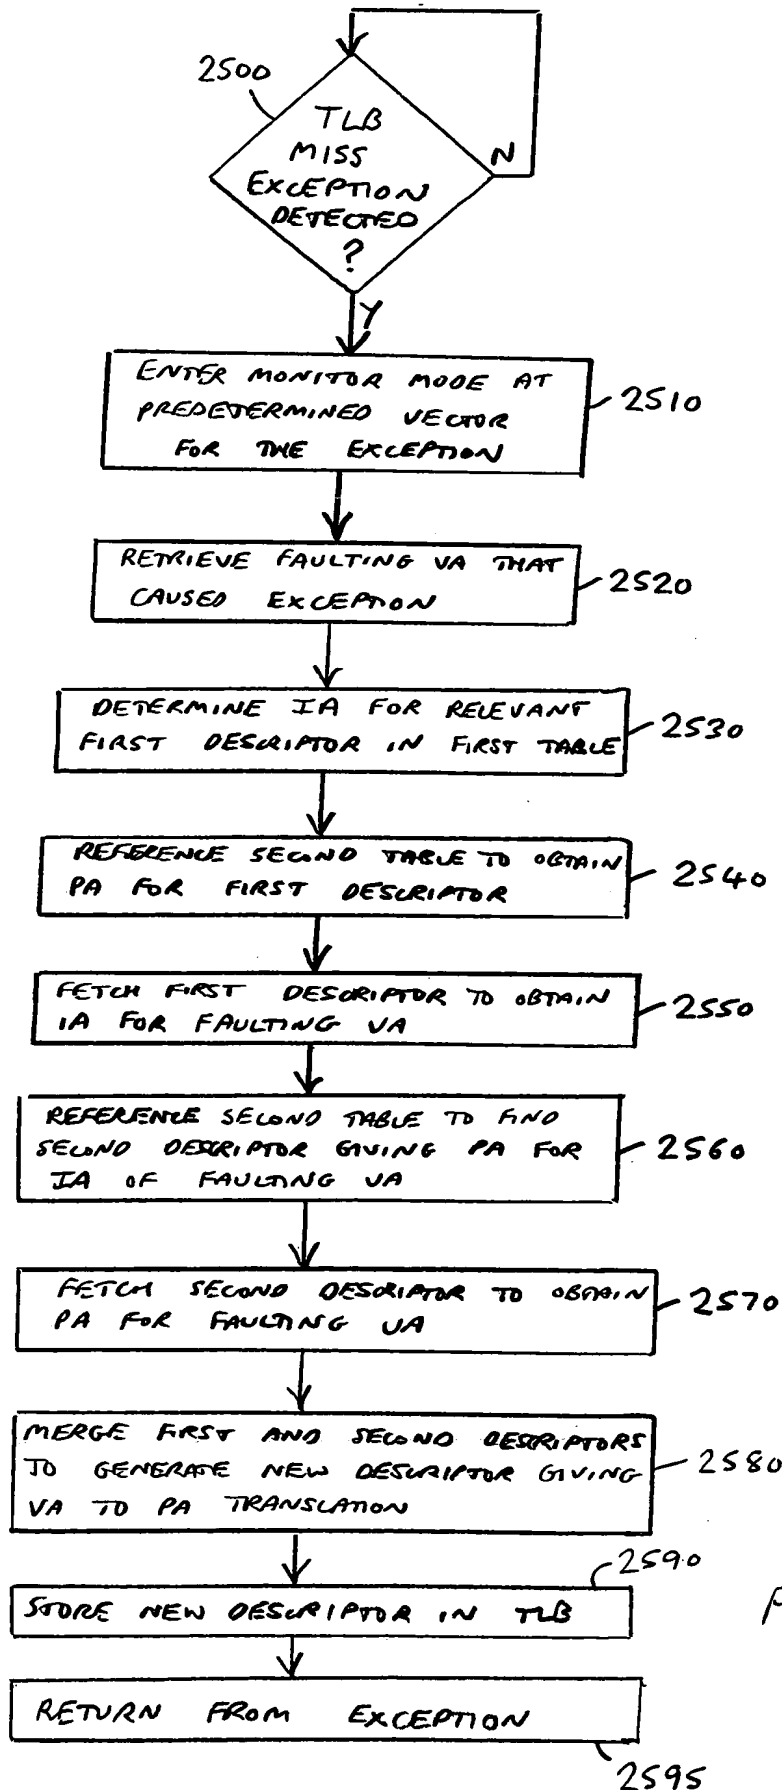 2500
TLB
MISS
EXCEPTION
DETECTED
?
N
Y
ENTER MONITOR MODE AT
PREDETERMINED VECTOR
FOR THE EXCEPTION
2510
RETRIEVE FAULTING VA THAT
CAUSED EXCEPTION
2520
DETERMINE IA FOR RELEVANT
FIRST DESCRIPTOR IN FIRST TABLE
2530
REFERENCE SECOND TABLE TO OBTAIN
PA FOR FIRST DESCRIPTOR
2540
FETCH FIRST DESCRIPTOR TO OBTAIN
IA FOR FAULTING VA
2550
REFERENCE SECOND TABLE TO FIND
SECOND DESCRIPTOR GIVING PA FOR
IA OF FAULTING VA
2560
FETCH SECOND DESCRIPTOR TO OBTAIN
PA FOR FAULTING VA
2570
MERGE FIRST AND SECOND DESCRIPTORS
TO GENERATE NEW DESCRIPTOR GIVING
VA TO PA TRANSLATION
2580
2590
STORE NEW DESCRIPTOR IN TLB
RETURN FROM EXCEPTION
2595